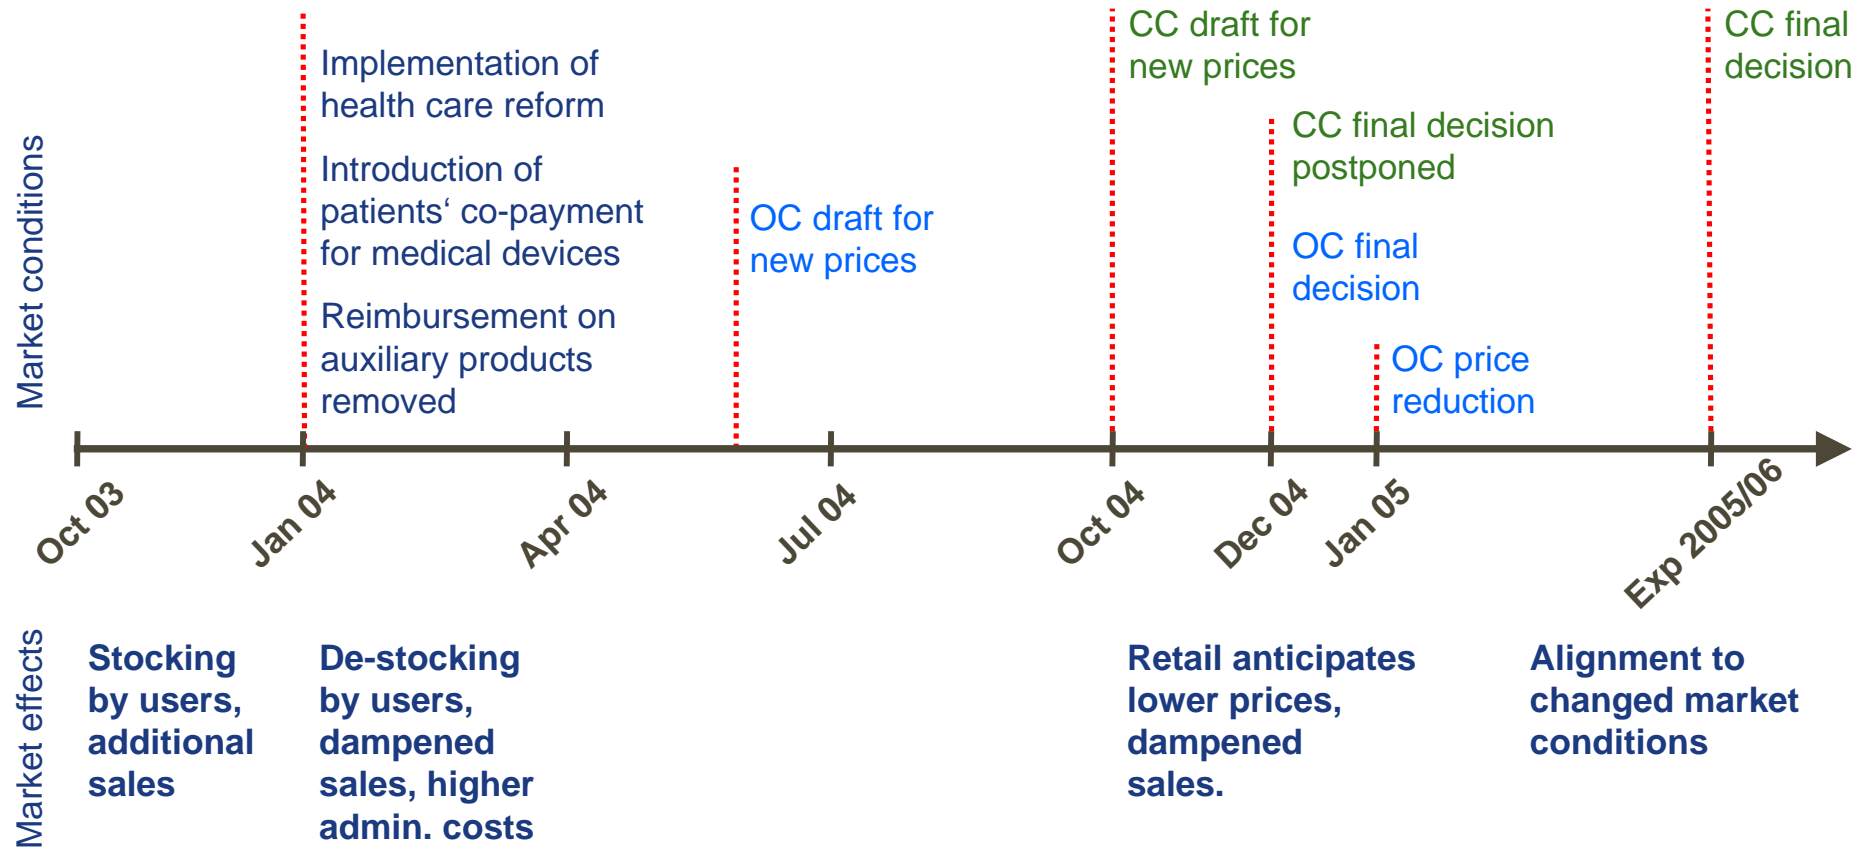 Market conditions
Implementation of
health care reform
Introduction of
patients‘ co-payment
for medical devices
Reimbursement on
auxiliary products
removed
OC draft for
new prices
CC draft for
new prices
CC final decision
postponed
OC final
decision
OC price
reduction
CC final
decision
Oct 03
Jan 04
Apr 04
Jul 04
Oct 04
Dec 04
Jan 05
Exp 2005/06
Market effects
Stocking
by users,
additional
sales
De-stocking
by users,
dampened
sales, higher
admin. costs
Retail anticipates
lower prices,
dampened
sales.
Alignment to
changed market
conditions